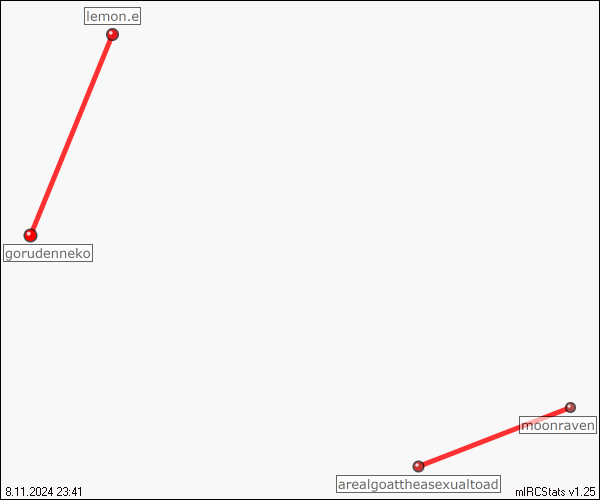 lemon.e
gorudenneko
moonraven
arealgoattheasexualtoad
8.11.2024 23:41
mIRCStats v1.25